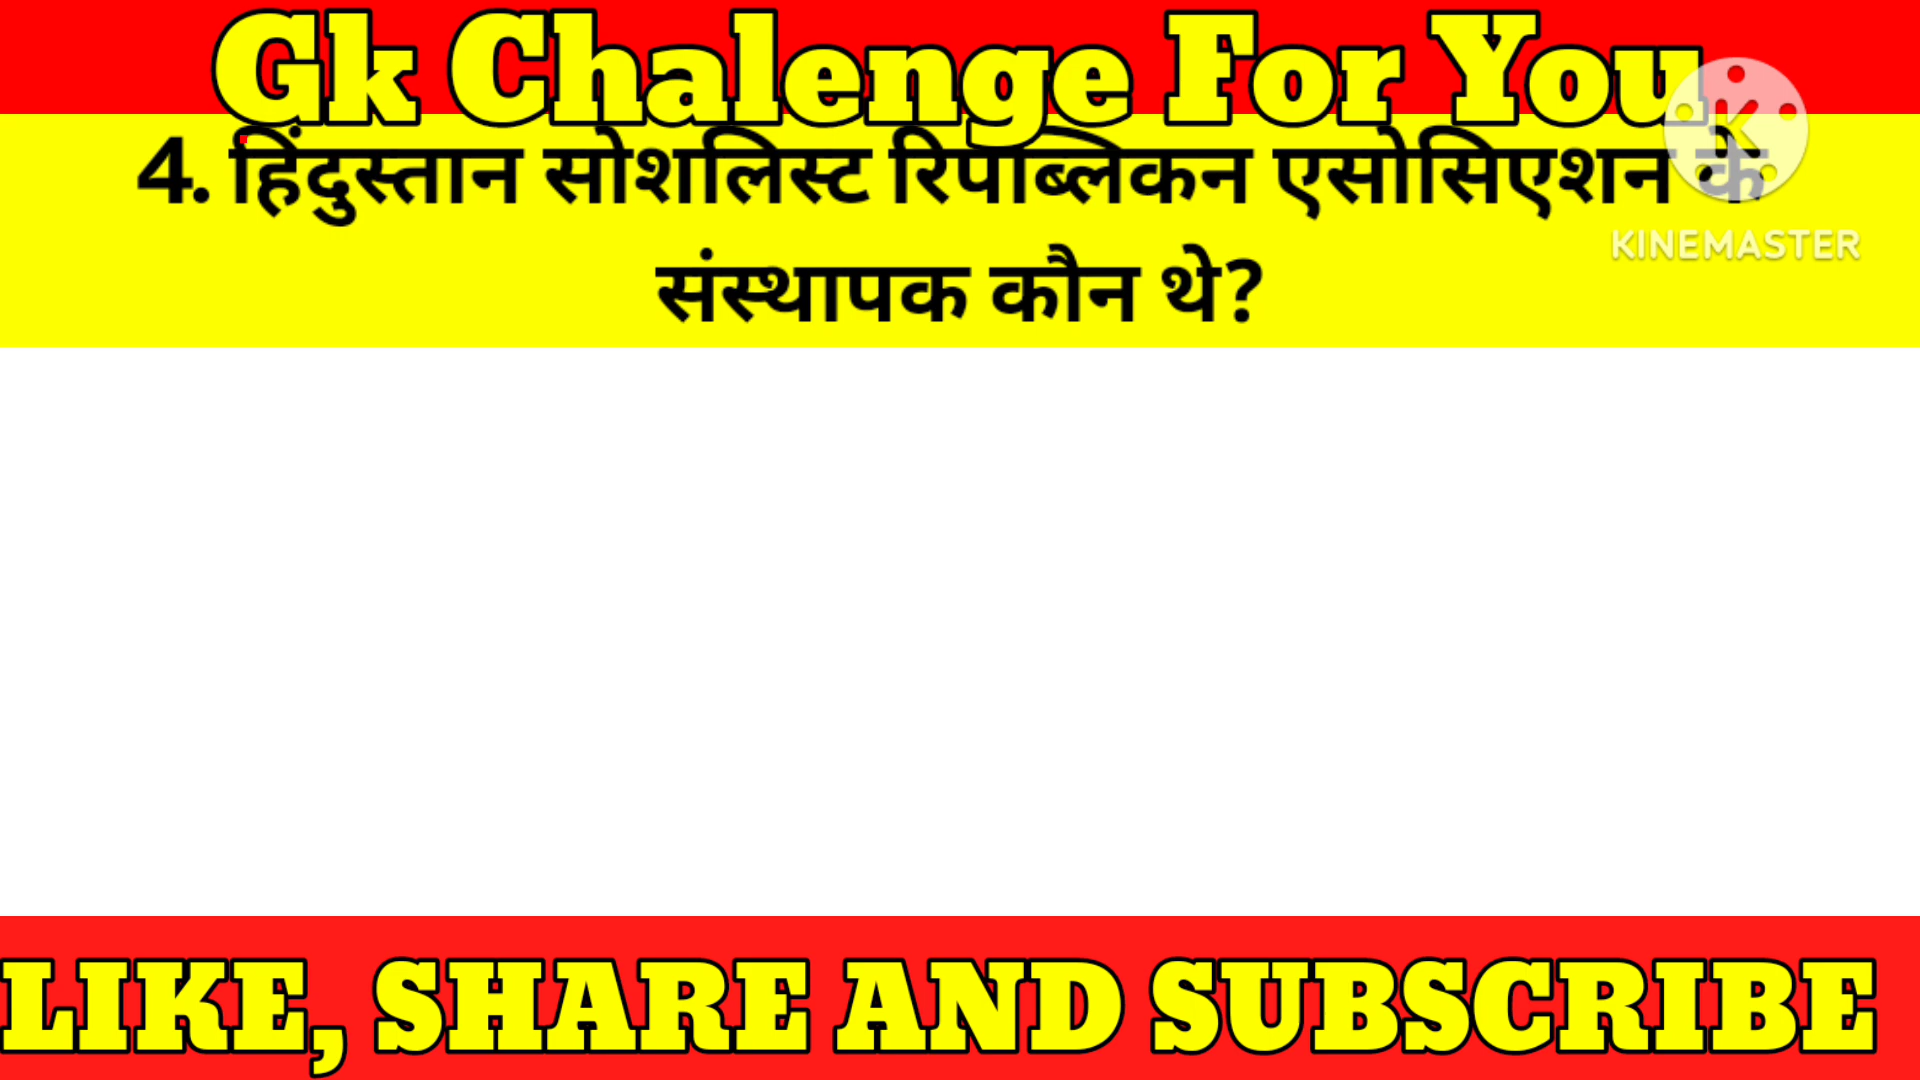 Gk Chalenge For You
4. हिंदुस्तान सोशलिस्ट रिपब्लिकन एसोसिएशन के
संस्थापक कौन थे?
K
KINEMASTER
LIKE, SHARE AND SUBSCRIBE